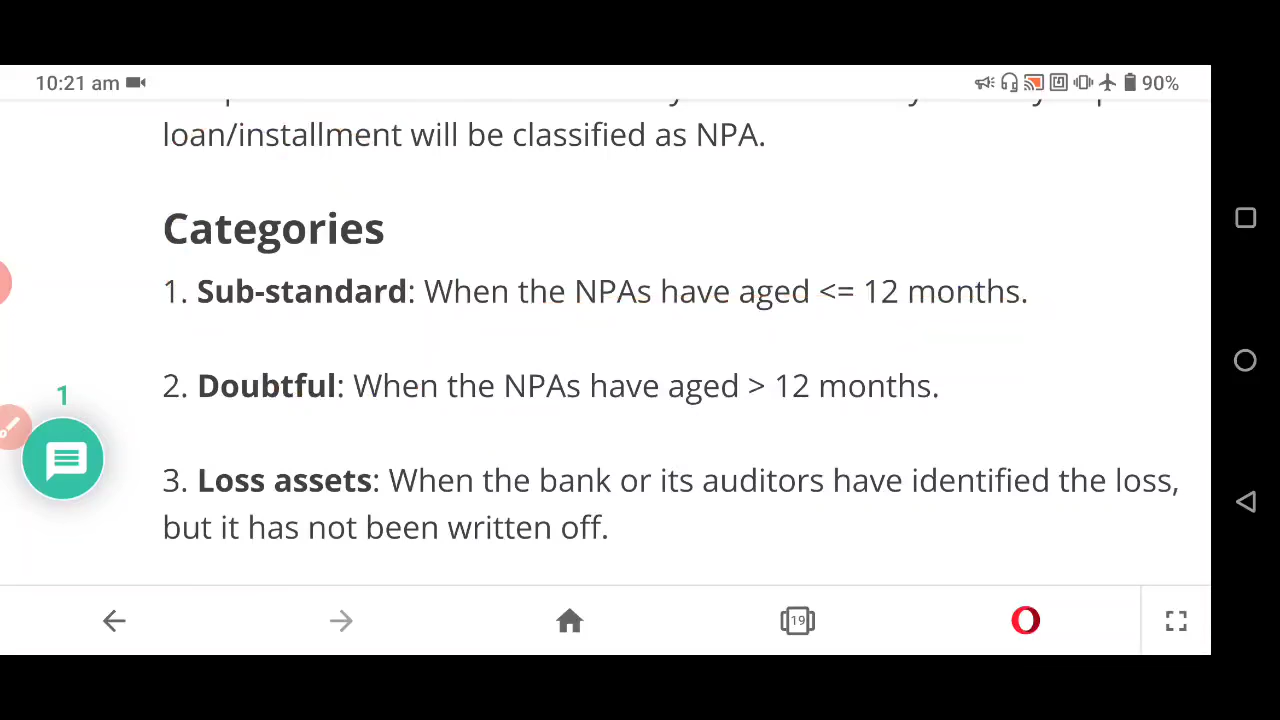 10:21 am
90%
loan/installment will be classified as NPA.
Categories
1. Sub-standard: When the NPAs have aged <= 12 months.
2. Doubtful: When the NPAs have aged > 12 months.
1
3. Loss assets: When the bank or its auditors have identified the loss,
but it has not been written off.
19